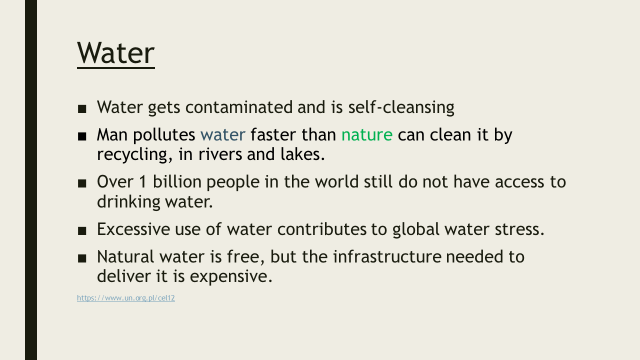 Water
▪ Water gets contaminated and is self-cleansing
▪ Man pollutes water faster than nature can clean it by
recycling, in rivers and lakes.
▪ Over 1 billion people in the world still do not have access to
drinking water.
▪ Excessive use of water contributes to global water stress.
▪ Natural water is free, but the infrastructure needed to
deliver it is expensive.
https://www.un.org.pl/cel12